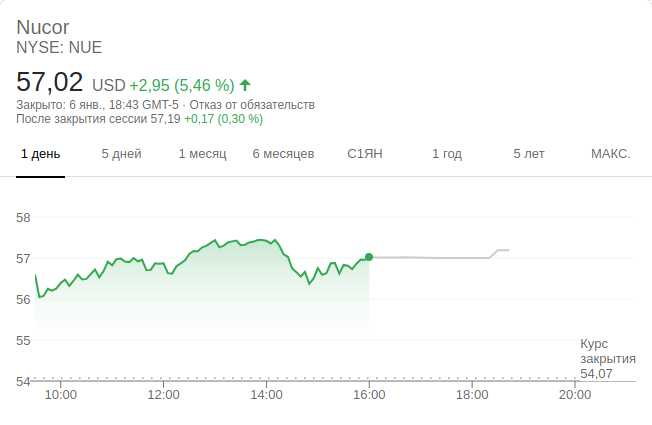 Nucor
NYSE: NUE
57,02 USD +2,95 (5,46 %)
Закрыто: 6 янв., 18:43 GMT-5 · Отказ от обязательств
После закрытия сессии 57,19 +0,17 (0,30 %)
1 день 5 дней 1 месяц 6 месяцев С1ЯН 1 год 5 лет МАКС.
58
57
56
55
Курс
закрытия
54,07
54
10:00 12:00 14:00 16:00 18:00 20:00